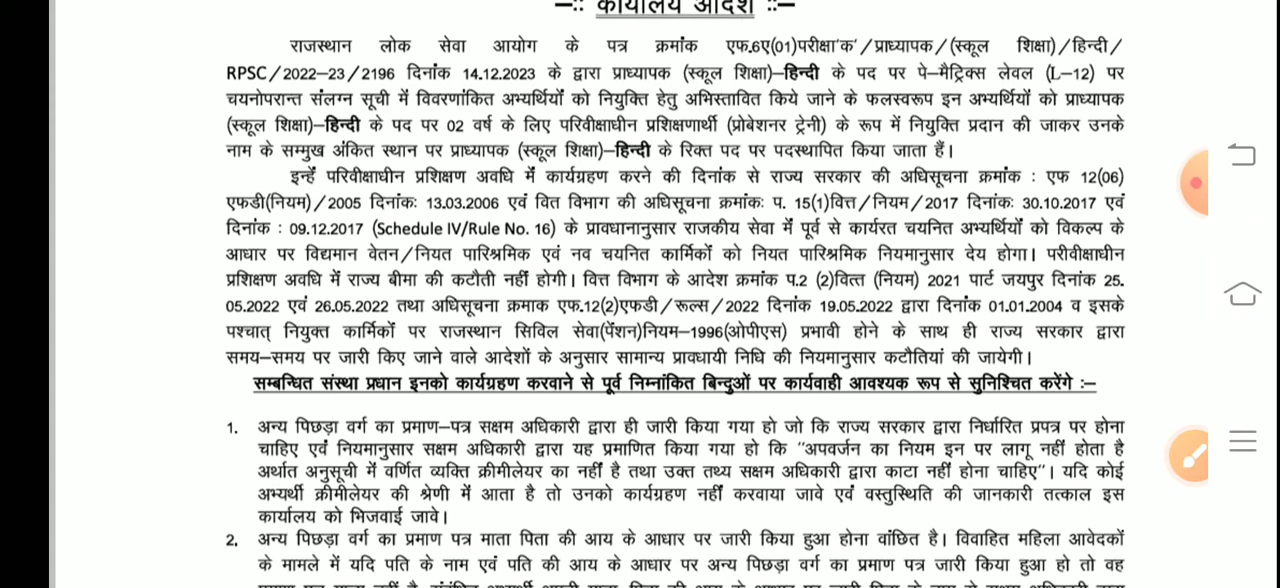 –:: कार्यालय आदेश ::–
राजस्थान लोक सेवा आयोग के पत्र क्रमांक एफ.6ए(01)परीक्षा'क'/प्राध्यापक/(स्कूल शिक्षा)/हिन्दी/
RPSC/2022–23/2196 दिनांक 14.12.2023 के द्वारा प्राध्यापक (स्कूल शिक्षा)–हिन्दी के पद पर पे–मैट्रिक्स लेवल (L–12) पर
चयनोपरान्त संलग्न सूची में विवरणांकित अभ्यर्थियों को नियुक्ति हेतु अभिस्तावित किये जाने के फलस्वरूप इन अभ्यर्थियों को प्राध्यापक
(स्कूल शिक्षा)–हिन्दी के पद पर 02 वर्ष के लिए परिवीक्षाधीन प्रशिक्षणार्थी (प्रोबेशनर ट्रेनी) के रूप में नियुक्ति प्रदान की जाकर उनके
नाम के सम्मुख अंकित स्थान पर प्राध्यापक (स्कूल शिक्षा)–हिन्दी के रिक्त पद पर पदस्थापित किया जाता हैं।
इन्हें परिवीक्षाधीन प्रशिक्षण अवधि में कार्यग्रहण करने की दिनांक से राज्य सरकार की अधिसूचना क्रमांक : एफ 12(06)
एफडी(नियम)/2005 दिनांकः 13.03.2006 एवं वित विभाग की अधिसूचना क्रमांकः प. 15(1)वित्त/नियम/2017 दिनांकः 30.10.2017 एवं
दिनांक : 09.12.2017 (Schedule IV/Rule No. 16) के प्रावधानानुसार राजकीय सेवा में पूर्व से कार्यरत चयनित अभ्यर्थियों को विकल्प के
आधार पर विद्यमान वेतन/नियत पारिश्रमिक एवं नव चयनित कार्मिकों को नियत पारिश्रमिक नियमानुसार देय होगा। परीवीक्षाधीन
प्रशिक्षण अवधि में राज्य बीमा की कटौती नहीं होगी। वित्त विभाग के आदेश क्रमांक प.2 (2)वित्त (नियम) 2021 पार्ट जयपुर दिनांक 25.
05.2022 एवं 26.05.2022 तथा अधिसूचना क्रमाक एफ.12(2)एफडी/रूल्स/2022 दिनांक 19.05.2022 द्वारा दिनांक 01.01.2004 व इसके
पश्चात् नियुक्त कार्मिकों पर राजस्थान सिविल सेवा(पेंशन)नियम–1996(ओपीएस) प्रभावी होने के साथ ही राज्य सरकार द्वारा
समय–समय पर जारी किए जाने वाले आदेशों के अनुसार सामान्य प्रावधायी निधि की नियमानुसार कटौतियां की जायेगी।
सम्बन्धित संस्था प्रधान इनको कार्यग्रहण करवाने से पूर्व निम्नांकित बिन्दुओं पर कार्यवाही आवश्यक रूप से सुनिश्चित करेंगे :–
1. अन्य पिछड़ा वर्ग का प्रमाण–पत्र सक्षम अधिकारी द्वारा ही जारी किया गया हो जो कि राज्य सरकार द्वारा निर्धारित प्रपत्र पर होना
चाहिए एवं नियमानुसार सक्षम अधिकारी द्वारा यह प्रमाणित किया गया हो कि "अपवर्जन का नियम इन पर लागू नहीं होता है
अर्थात अनुसूची में वर्णित व्यक्ति क्रीमीलेयर का नहीं है तथा उक्त तथ्य सक्षम अधिकारी द्वारा काटा नहीं होना चाहिए"। यदि कोई
अभ्यर्थी क्रीमीलेयर की श्रेणी में आता है तो उनको कार्यग्रहण नहीं करवाया जावे एवं वस्तुस्थिति की जानकारी तत्काल इस
कार्यालय को भिजवाई जावे।
2. अन्य पिछड़ा वर्ग का प्रमाण पत्र माता पिता की आय के आधार पर जारी किया हुआ होना वांछित है। विवाहित महिला आवेदकों
के मामले में यदि पति के नाम एवं पति की आय के आधार पर अन्य पिछड़ा वर्ग का प्रमाण पत्र जारी किया हुआ हो तो वह